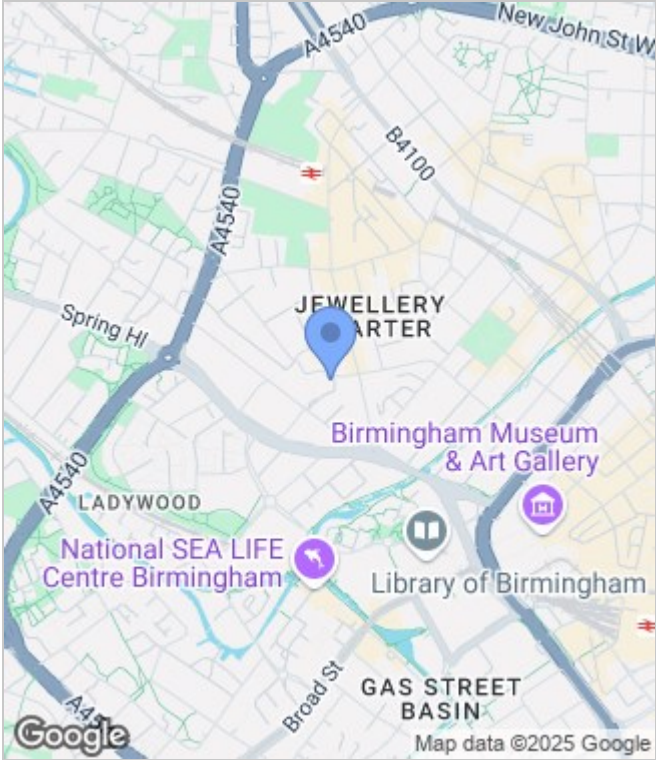 A4540
New John St W
B4100
A4540
JEWELLERY
ARTER
Spring Hl
Birmingham Museum
& Art Gallery
A4540
LADYWOOD
National SEA LIFE
Centre Birmingham
Library of Birmingham
Broad St
GAS STREET
BASIN
Google
Map data ©2025 Google